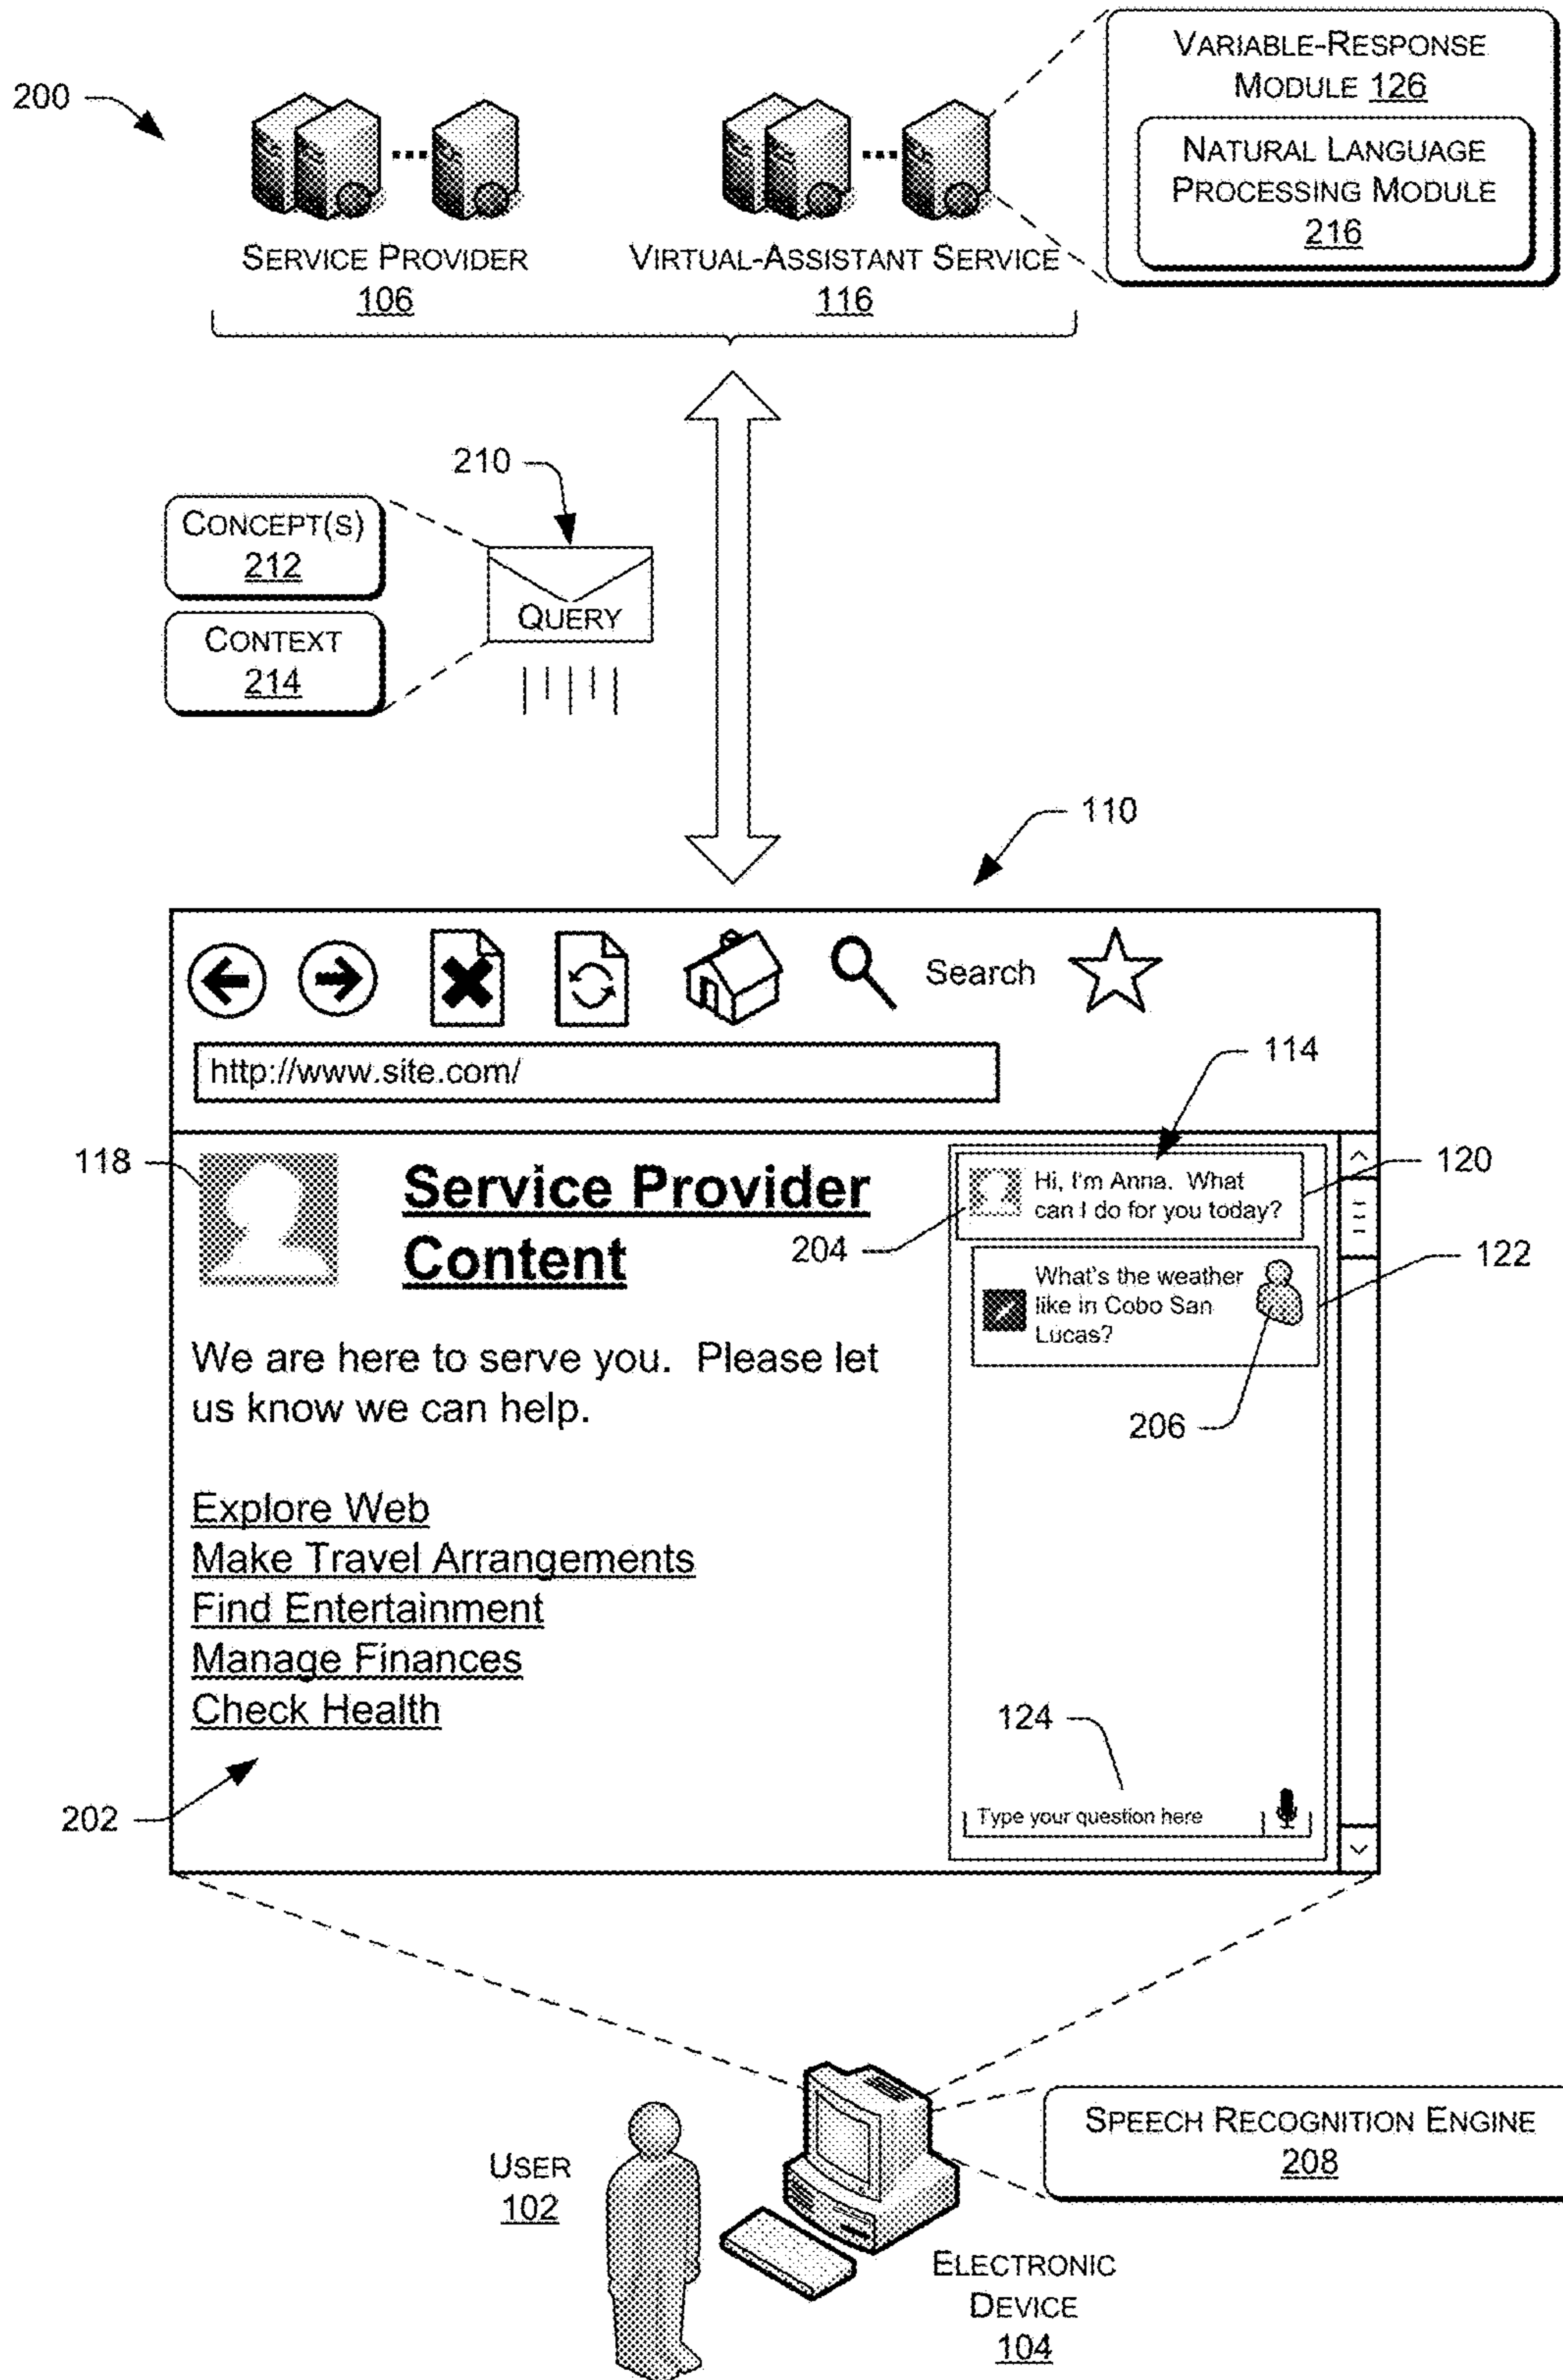 200
VARIABLE-RESPONSE
MODULE 126
NATURAL LANGUAGE
PROCESSING MODULE
216
SERVICE PROVIDER
106
VIRTUAL-ASSISTANT SERVICE
116
210
CONCEPT(S)
212
CONTEXT
214
QUERY
110
Search
http://www.site.com/
114
118
Service Provider
Content
Hi, I'm Anna. What
can I do for you today?
120
204
What's the weather
like in Cobo San
Lucas?
122
206
We are here to serve you. Please let
us know we can help.
Explore Web
Make Travel Arrangements
Find Entertainment
Manage Finances
Check Health
202
124
Type your question here
USER
102
SPEECH RECOGNITION ENGINE
208
ELECTRONIC
DEVICE
104